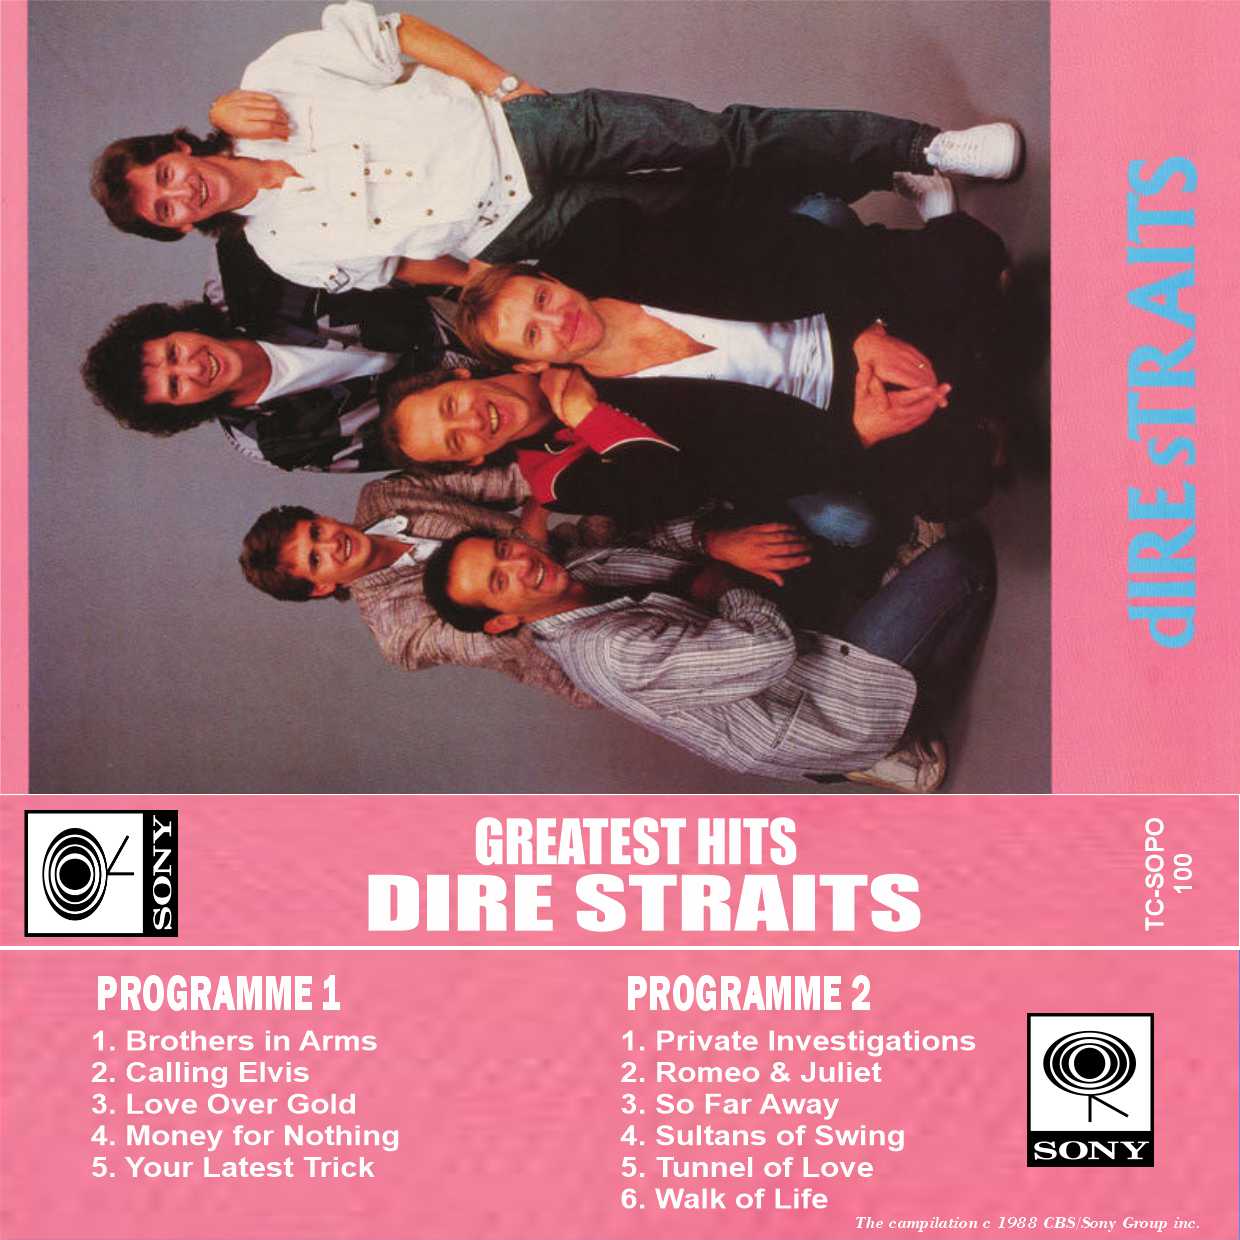 dIRE sTRAITS
SONY
GREATEST HITS
DIRE STRAITS
TC-SOPO
100
PROGRAMME 1
1. Brothers in Arms
2. Calling Elvis
3. Love Over Gold
4. Money for Nothing
5. Your Latest Trick
PROGRAMME 2
1. Private Investigations
2. Romeo & Juliet
3. So Far Away
4. Sultans of Swing
5. Tunnel of Love
6. Walk of Life
SONY
The campilation c 1988 CBS/Sony Group inc.